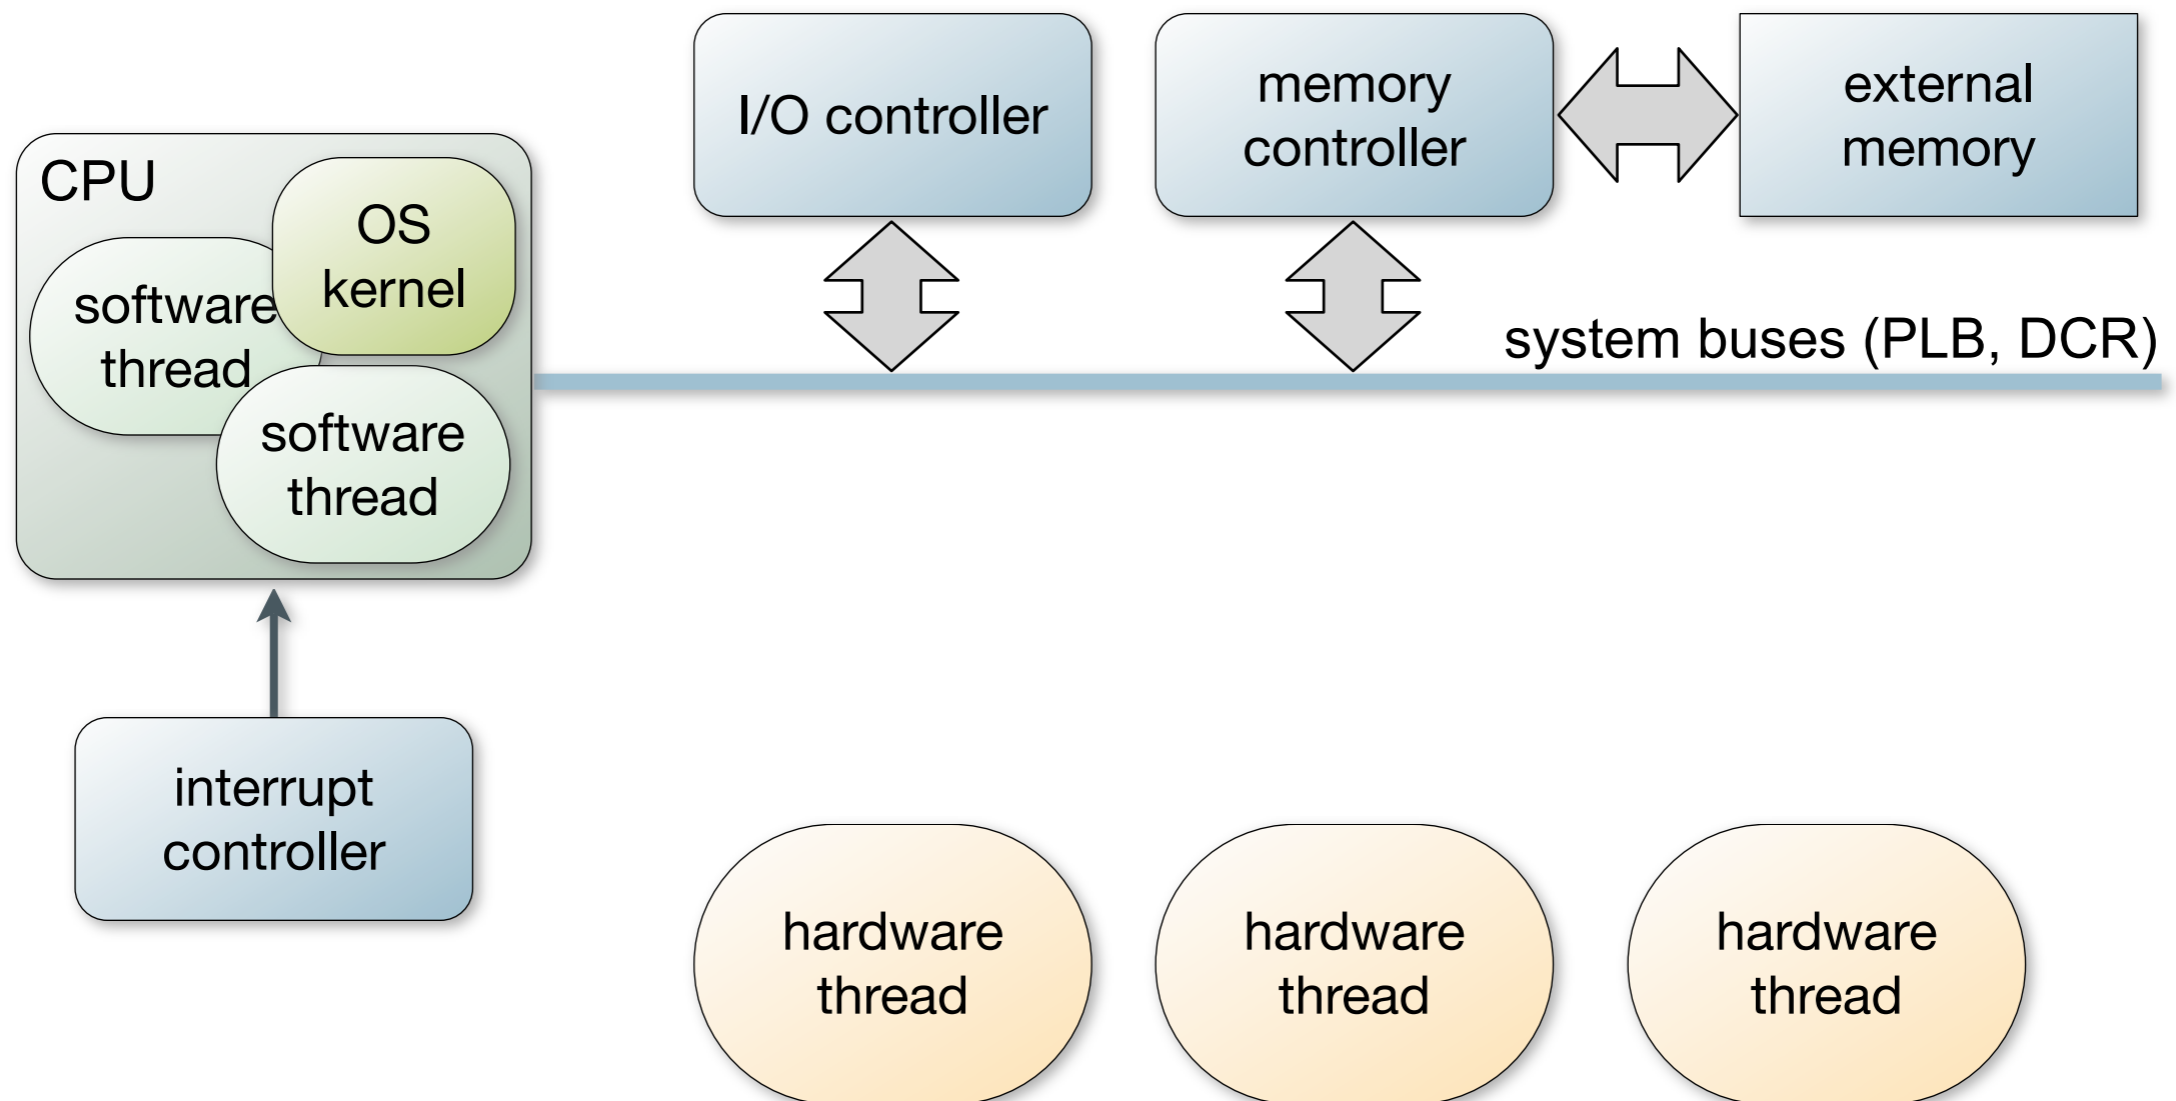 CPU
OS
kernel
software
thread
software
thread
I/O controller
memory
controller
external
memory
system buses (PLB, DCR)
interrupt
controller
hardware
thread
hardware
thread
hardware
thread